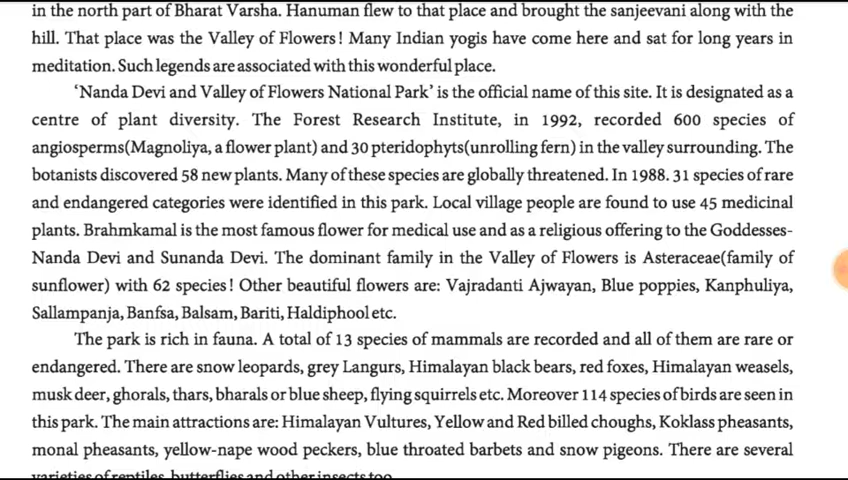 in the north part of Bharat Varsha. Hanuman flew to that place and brought the sanjeevani along with the
hill. That place was the Valley of Flowers! Many Indian yogis have come here and sat for long years in
meditation. Such legends are associated with this wonderful place.
‘Nanda Devi and Valley of Flowers National Park’ is the official name of this site. It is designated as a
centre of plant diversity. The Forest Research Institute, in 1992, recorded 600 species of
angiosperms(Magnoliya, a flower plant) and 30 pteridophyts(unrolling fern) in the valley surrounding. The
botanists discovered 58 new plants. Many of these species are globally threatened. In 1988. 31 species of rare
and endangered categories were identified in this park. Local village people are found to use 45 medicinal
plants. Brahmkamal is the most famous flower for medical use and as a religious offering to the Goddesses-
Nanda Devi and Sunanda Devi. The dominant family in the Valley of Flowers is Asteraceae(family of
sunflower) with 62 species! Other beautiful flowers are: Vajradanti Ajwayan, Blue poppies, Kanphuliya,
Sallampanja, Banfsa, Balsam, Bariti, Haldiphool etc.
The park is rich in fauna. A total of 13 species of mammals are recorded and all of them are rare or
endangered. There are snow leopards, grey Langurs, Himalayan black bears, red foxes, Himalayan weasels,
musk deer, ghorals, thars, bharals or blue sheep, flying squirrels etc. Moreover 114 species of birds are seen in
this park. The main attractions are: Himalayan Vultures, Yellow and Red billed choughs, Koklass pheasants,
monal pheasants, yellow-nape wood peckers, blue throated barbets and snow pigeons. There are several
varieties of reptiles, butterflies and other insects too.